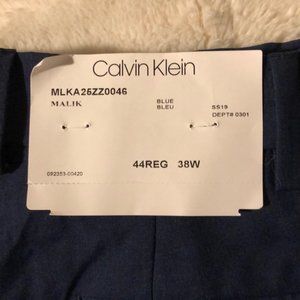 Calvin Klein
MLKA25ZZ0046
MALIK
BLUE
BLEU
SS19
DEPT# 0301
44REG 38W
092353-00420